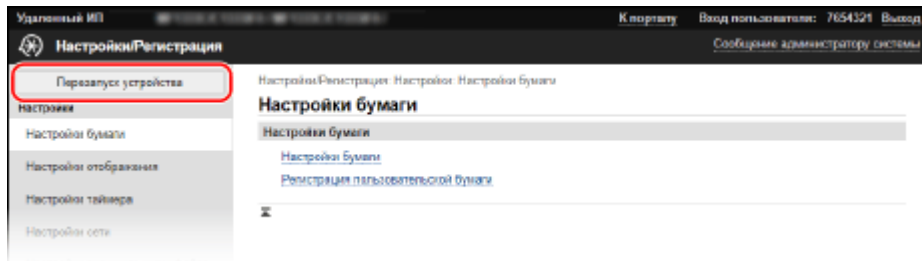 Удаленный ИП
К порталу Вход пользователя: 7654321 Выход
Настройки/Регистрация
Сообщение администратору системы
Перезапуск устройства
Настройки/Регистрация: Настройки: Настройки бумаги
Настройки бумаги
Настройки
Настройки бумаги
Настройки бумаги
Настройки бумаги
Регистрация пользовательской бумаги
Настройки отображения
Настройки таймера
Настройки сети